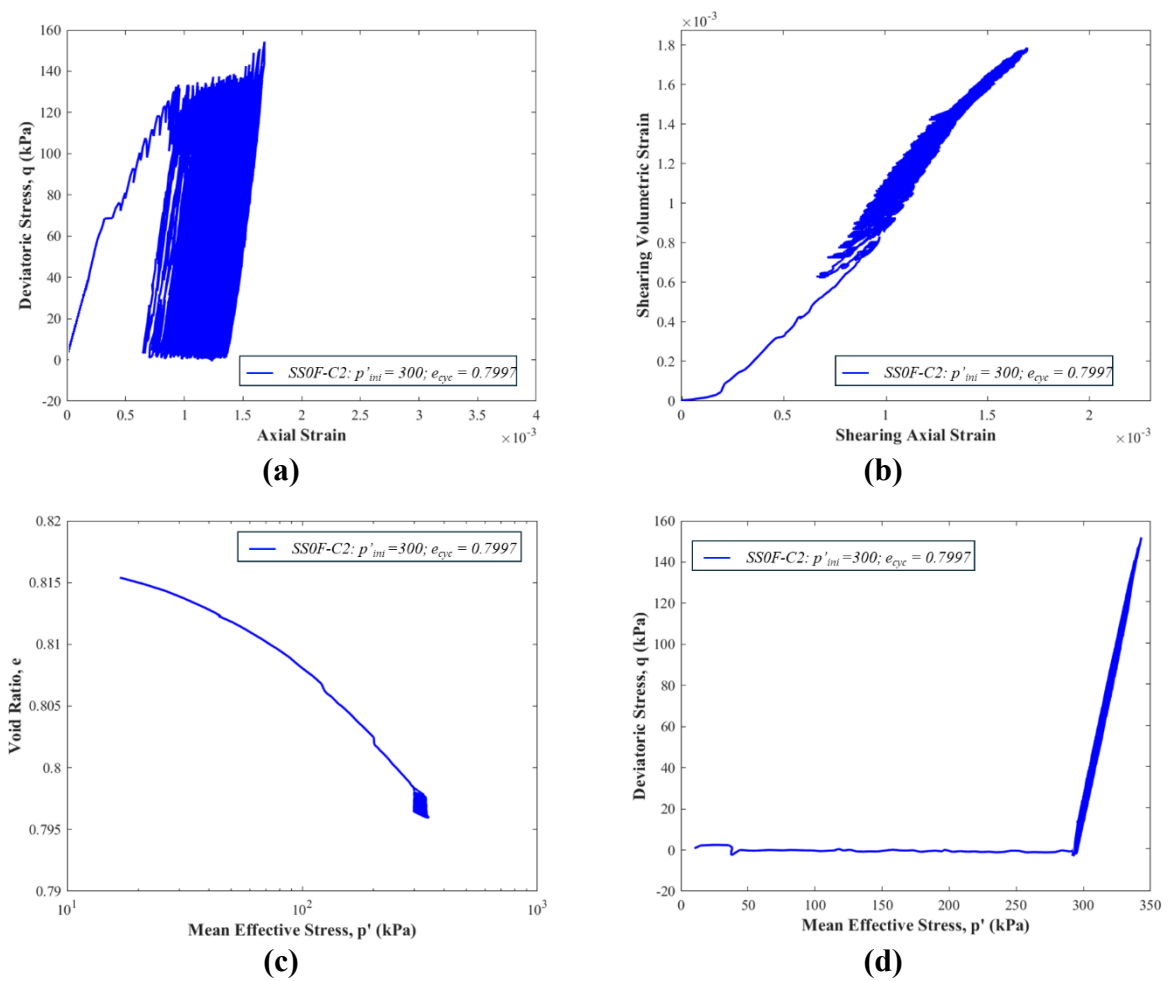 160
140
120
100
80
60
40
20
0
-20
Deviatoric Stress, q (kPa)
0 0.5 1 1.5 2 2.5 3 3.5 4
×10⁻³
Axial Strain
SS0F-C2: p'ini = 300; ecyc = 0.7997
(a)
×10⁻³
1.8
1.6
1.4
1.2
1
0.8
0.6
0.4
0.2
0
Shearing Volumetric Strain
0 0.5 1 1.5 2
×10⁻³
Shearing Axial Strain
SS0F-C2: p'ini = 300; ecyc = 0.7997
(b)
0.82
0.815
0.81
0.805
0.8
0.795
0.79
Void Ratio, e
10¹ 10² 10³
Mean Effective Stress, p' (kPa)
SS0F-C2: p'ini =300; ecyc = 0.7997
(c)
160
140
120
100
80
60
40
20
0
-20
Deviatoric Stress, q (kPa)
0 50 100 150 200 250 300 350
Mean Effective Stress, p' (kPa)
SS0F-C2: p'ini =300; ecyc = 0.7997
(d)